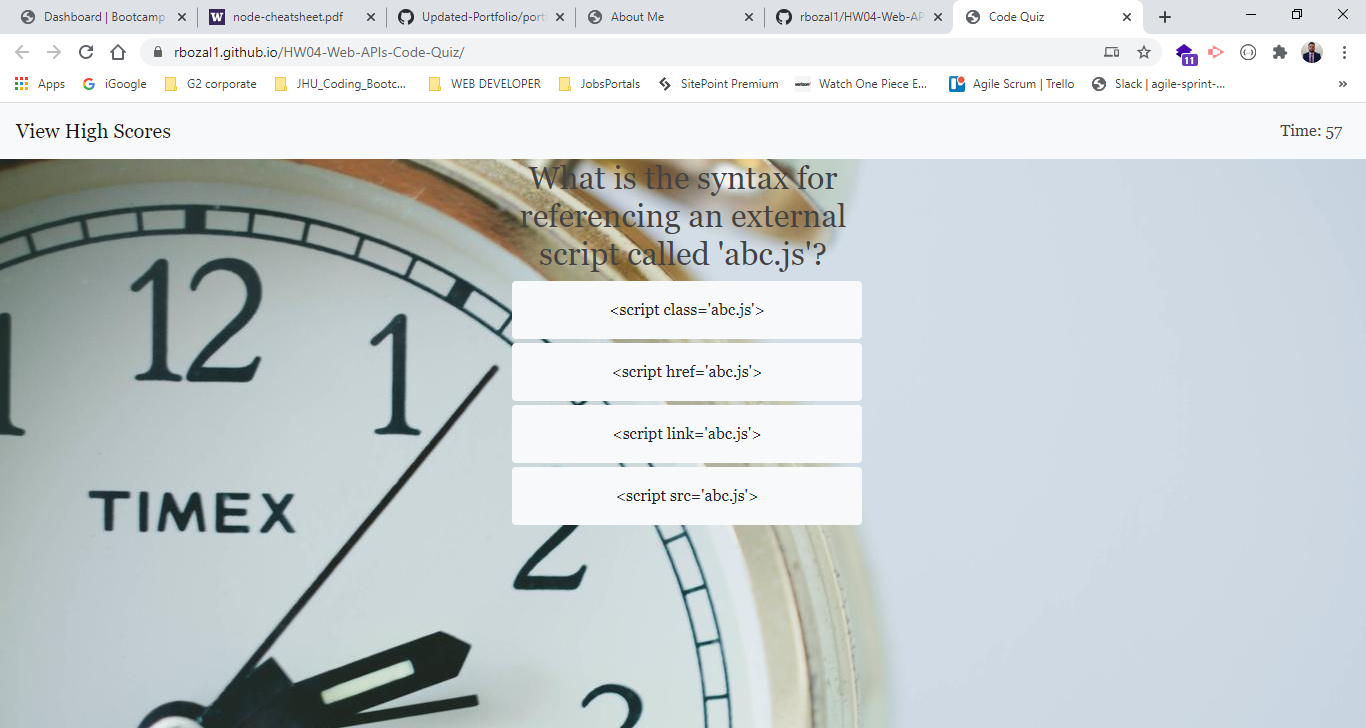 Dashboard | Bootcamp
node-cheatsheet.pdf
Updated-Portfolio/port
About Me
rbozal1/HW04-Web-AP
Code Quiz
rbozal1.github.io/HW04-Web-APIs-Code-Quiz/
11
Apps
iGoogle
G2 corporate
JHU_Coding_Bootc...
WEB DEVELOPER
JobsPortals
SitePoint Premium
Watch One Piece E...
Agile Scrum | Trello
Slack | agile-sprint-...
»
View High Scores
Time: 57
What is the syntax for
referencing an external
script called 'abc.js'?
<script class='abc.js'>
<script href='abc.js'>
<script link='abc.js'>
<script src='abc.js'>
12
1
TIMEX
2